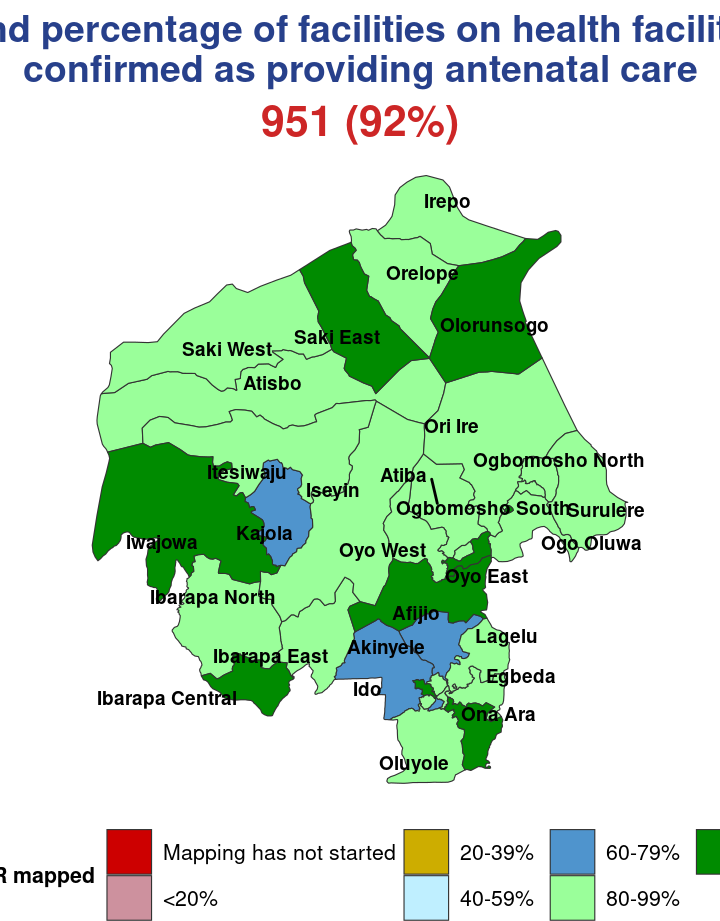 nd percentage of facilities on health facilit
confirmed as providing antenatal care
951 (92%)
Irepo
Orelope
Olorunsogo
Saki East
Saki West
Atisbo
Ori Ire
Ogbomosho North
Itesiwaju
Atiba
Iseyin
Ogbomosho South
Surulere
Kajola
Iwajowa
Ogo Oluwa
Oyo West
Oyo East
Ibarapa North
Afijio
Lagelu
Akinyele
Ibarapa East
Egbeda
Ido
Ibarapa Central
Ona Ara
Oluyole
R mapped
Mapping has not started
20-39%
60-79%
<20%
40-59%
80-99%